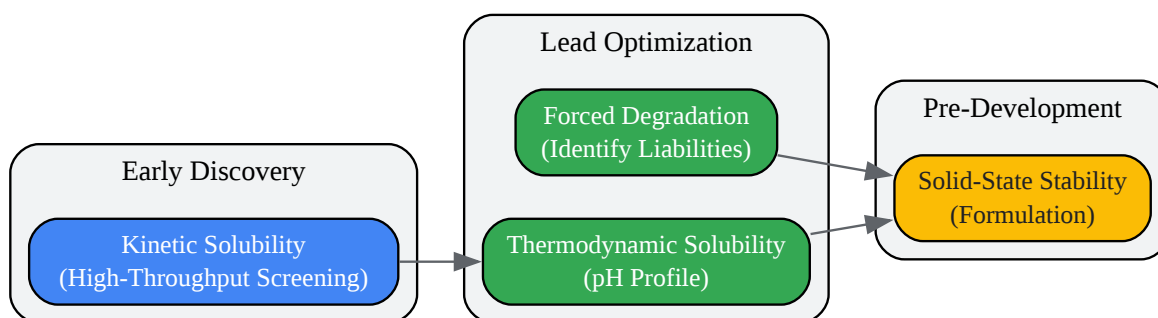 Early Discovery
Kinetic Solubility
(High-Throughput Screening)
Lead Optimization
Forced Degradation
(Identify Liabilities)
Thermodynamic Solubility
(pH Profile)
Pre-Development
Solid-State Stability
(Formulation)